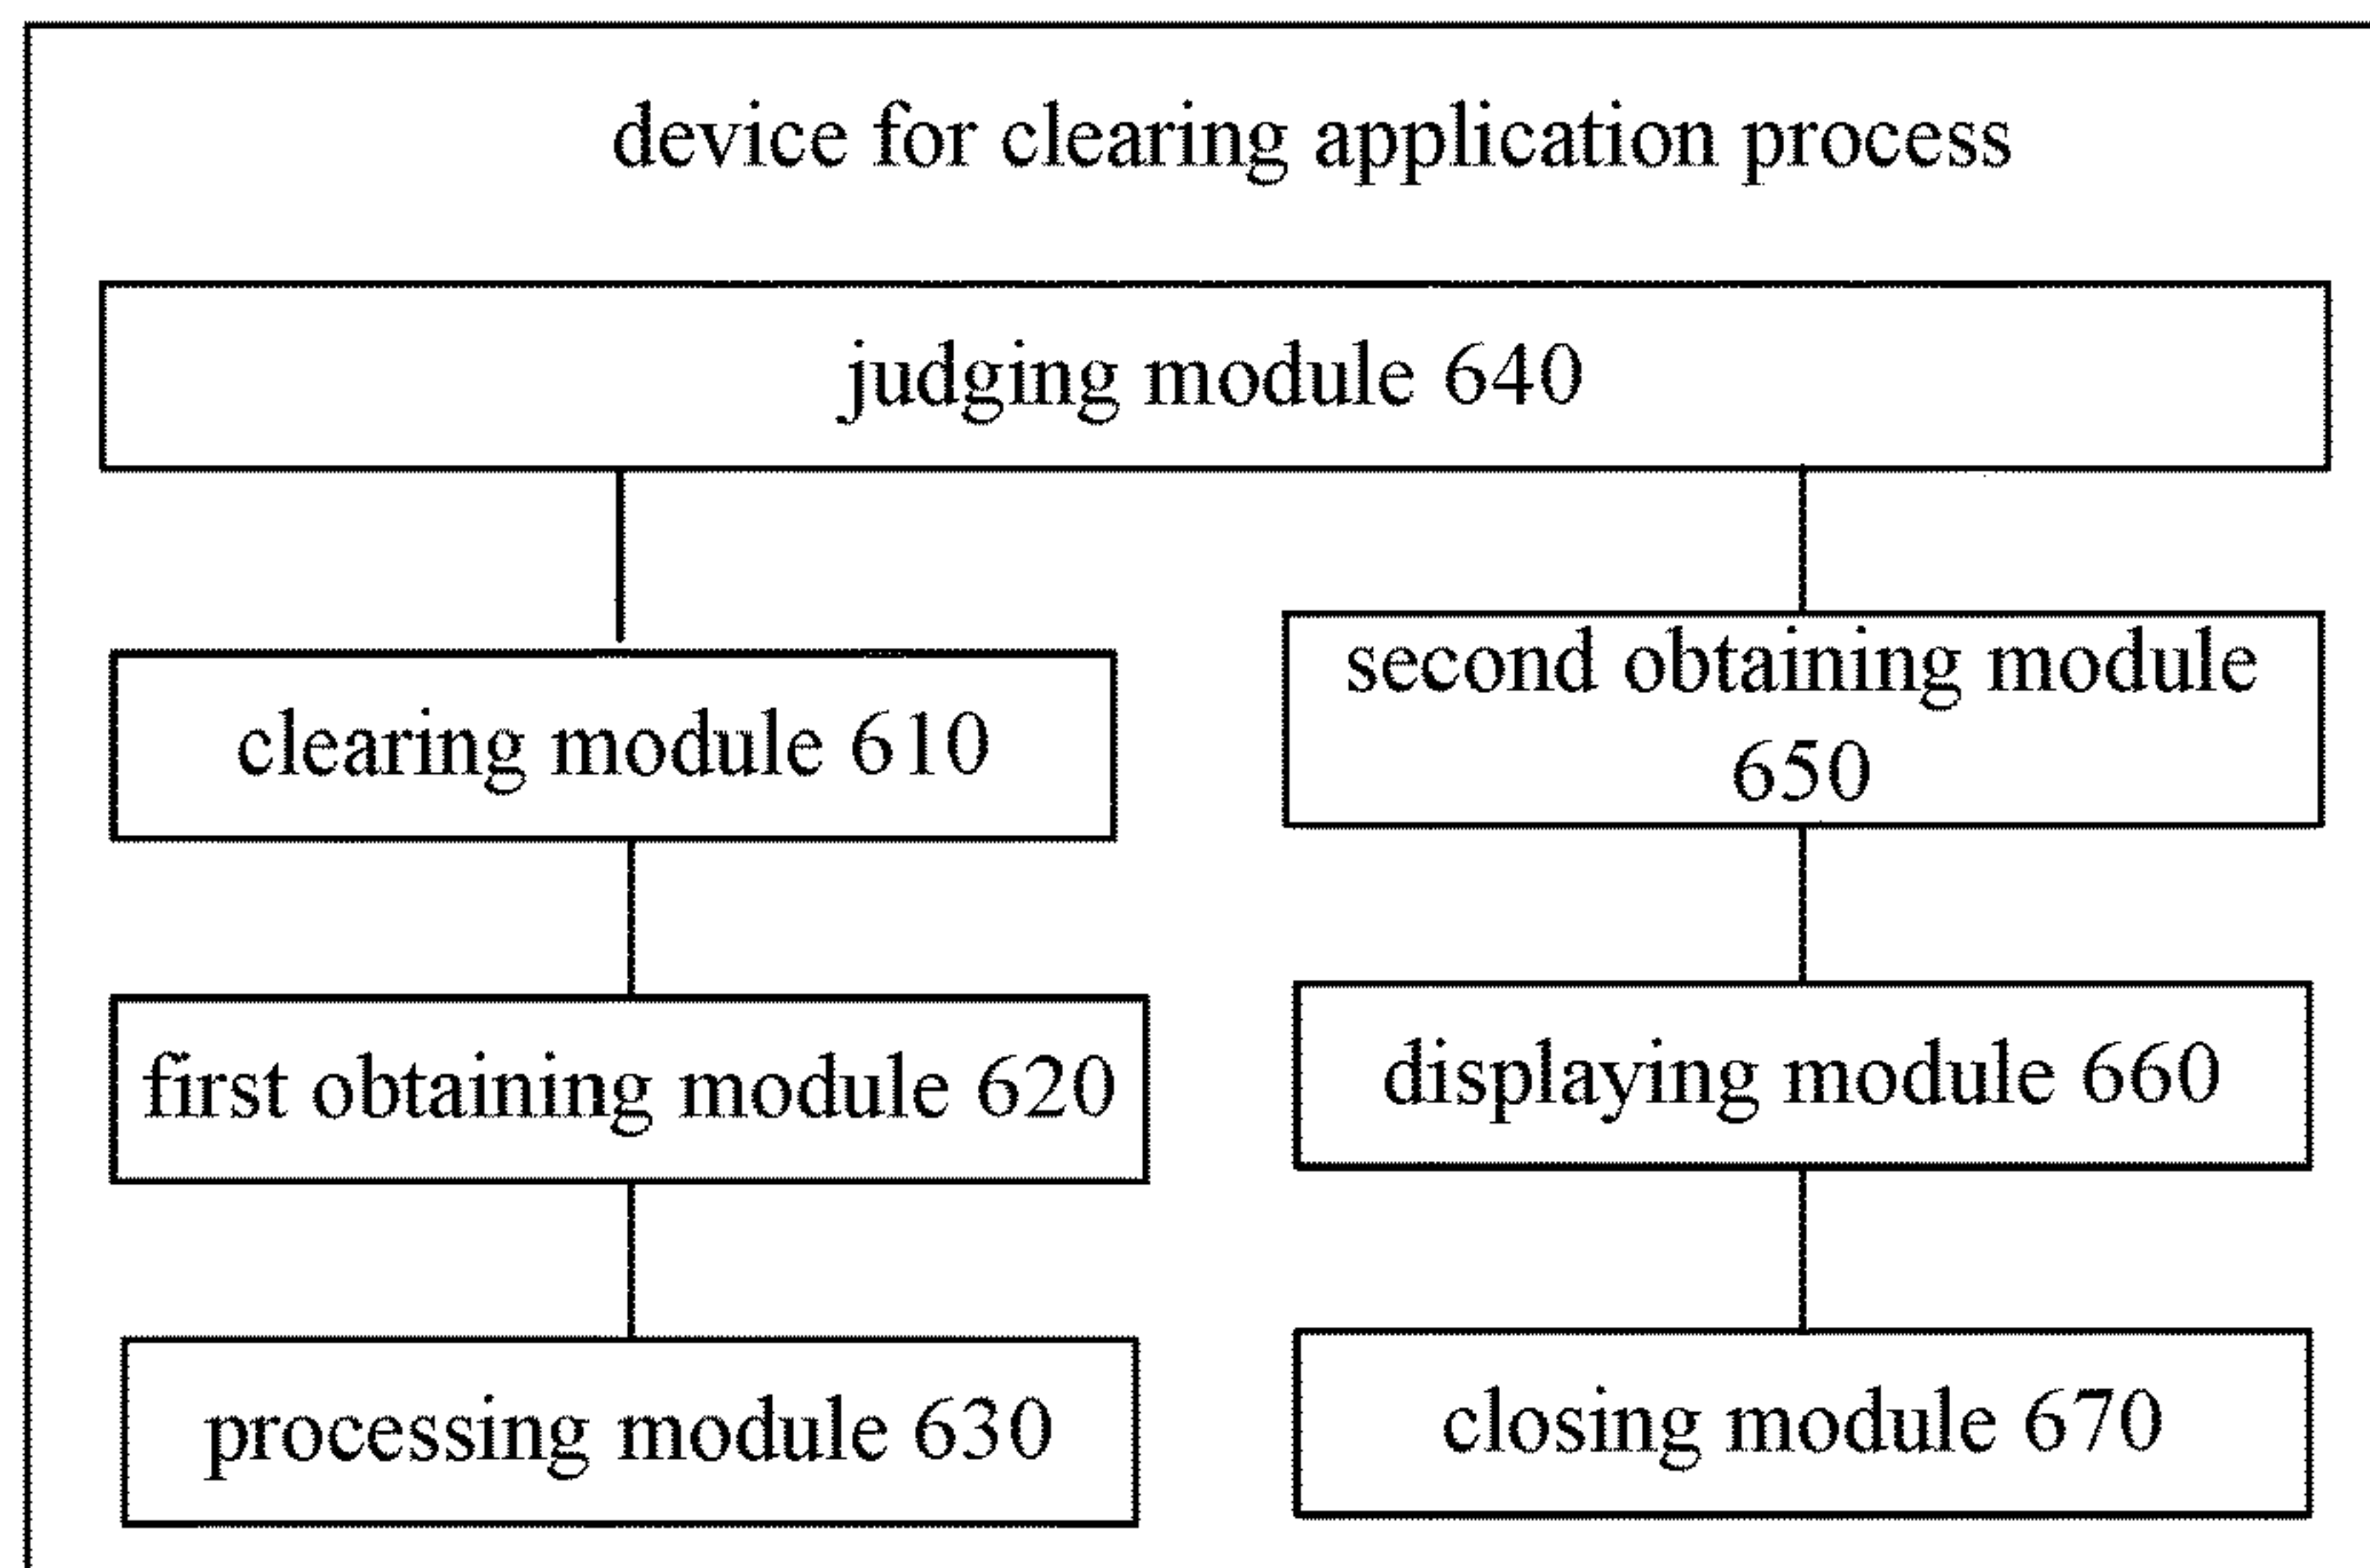 device for clearing application process
judging module 640
clearing module 610
second obtaining module
650
first obtaining module 620
displaying module 660
processing module 630
closing module 670